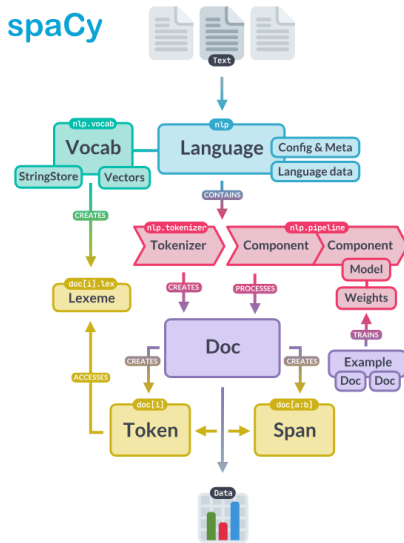 spaCy
Text
nlp.vocab
Vocab
StringStore
Vectors
nlp
Language
Config & Meta
Language data
CREATES
CONTAINS
nlp.tokenizer
Tokenizer
nlp.pipeline
Component
Component
Model
Weights
doc[i].lex
Lexeme
CREATES
PROCESSES
TRAINS
Doc
Example
Doc
Doc
ACCESSES
CREATES
CREATES
doc[i]
Token
doc[a:b]
Span
Data